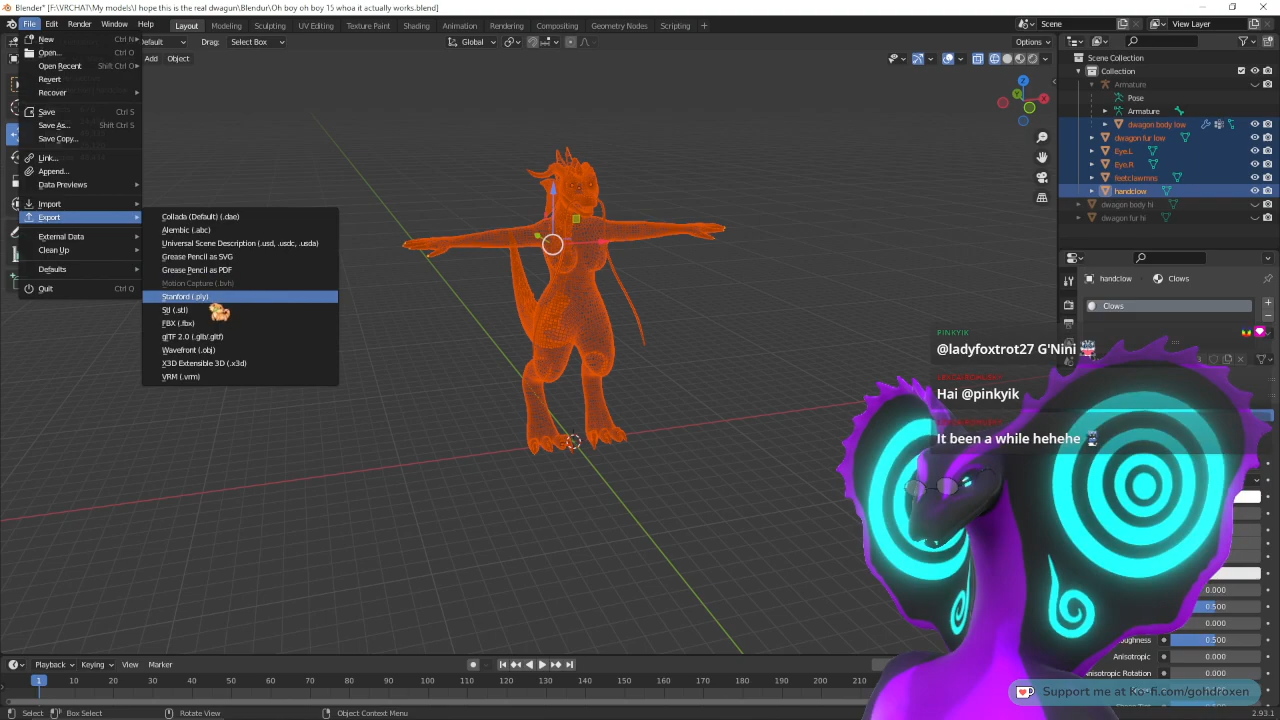 Blender* [F:\VRCHAT\My models\I hope this is the real dwagon\Blendur\Oh boy oh boy 15 whoa it actually works.blend]
File Edit Render Window Help Layout Modeling Sculpting UV Editing Texture Paint Shading Animation Rendering Compositing Geometry Nodes Scripting + Scene View Layer
New Ctrl N
Open... Ctrl O
Open Recent Shift Ctrl O
Revert
Recover
Save Ctrl S
Save As... Shift Ctrl S
Save Copy...
Link...
Append...
Data Previews
Import
Export
External Data
Clean Up
Defaults
Quit Ctrl Q
Collada (Default) (.dae)
Alembic (.abc)
Universal Scene Description (.usd, .usdc, .usda)
Grease Pencil as SVG
Grease Pencil as PDF
Motion Capture (.bvh)
Stanford (.ply)
Stl (.stl)
FBX (.fbx)
glTF 2.0 (.glb/.gltf)
Wavefront (.obj)
X3D Extensible 3D (.x3d)
VRM (.vrm)
Default Drag: Select Box Global Options
Add Object
Scene Collection
Collection
Armature
Pose
Armature
dwagon body low
dwagon fur low
Eye.L
Eye.R
feetclawmns
handclow
dwagon body hi
dwagon fur hi
handclow Clows
Clows
PINKYIK
@ladyfoxtrot27 G'Nini
Hai @pinkyik
It been a while hehehe
0.000
0.500
0.000
Roughness 0.500
Anisotropic 0.000
Anisotropic Rotation 0.000
Support me at Ko-fi.com/gohdroxen
Playback Keying View Marker
1 10 20 30 40 50 60 70 80 90 100 110 120 130 140 150 160 170 180 190 200 210
Select Box Select Rotate View Object Context Menu 2.93.1